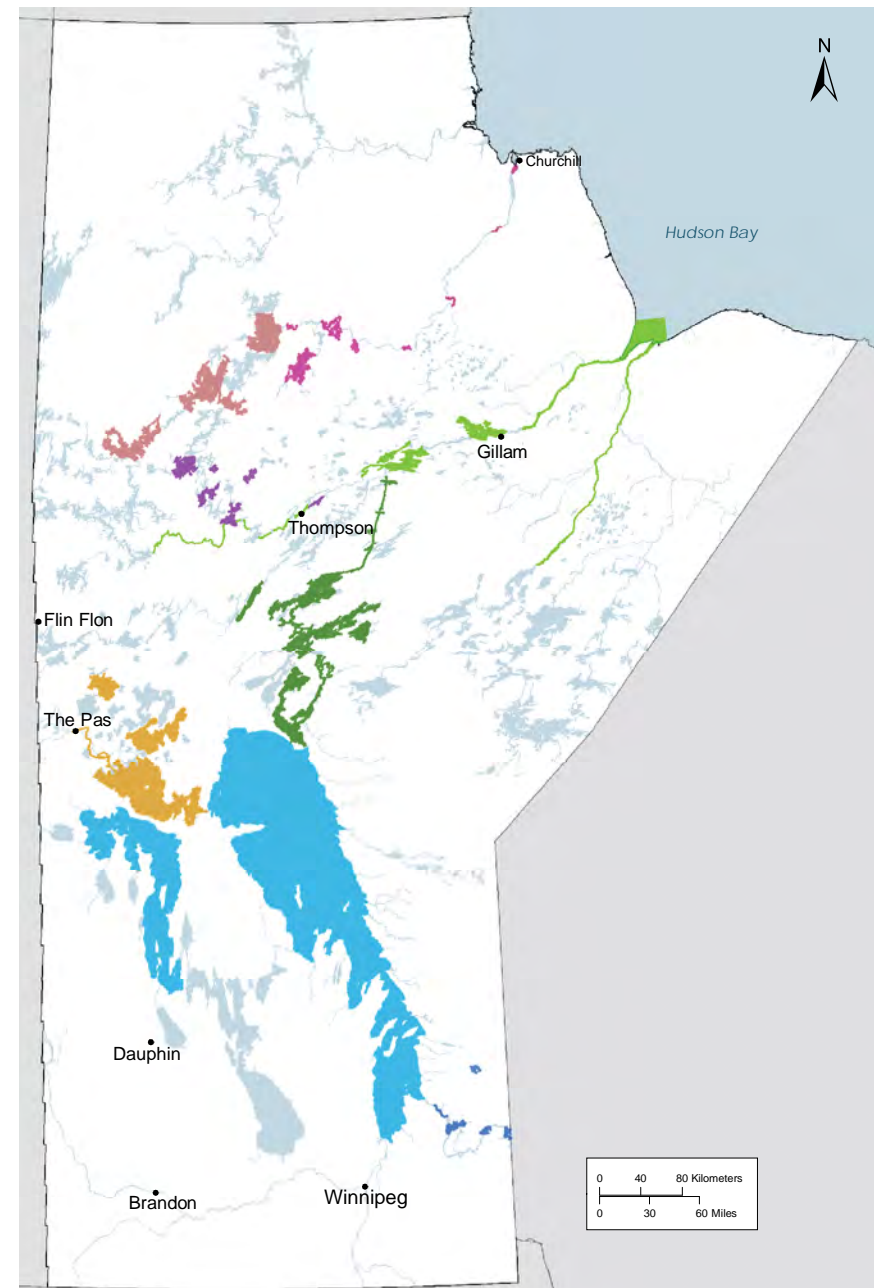 N
Churchill
Hudson Bay
Gillam
Thompson
Flin Flon
The Pas
Dauphin
Brandon
Winnipeg
0 40 80 Kilometers
0 30 60 Miles